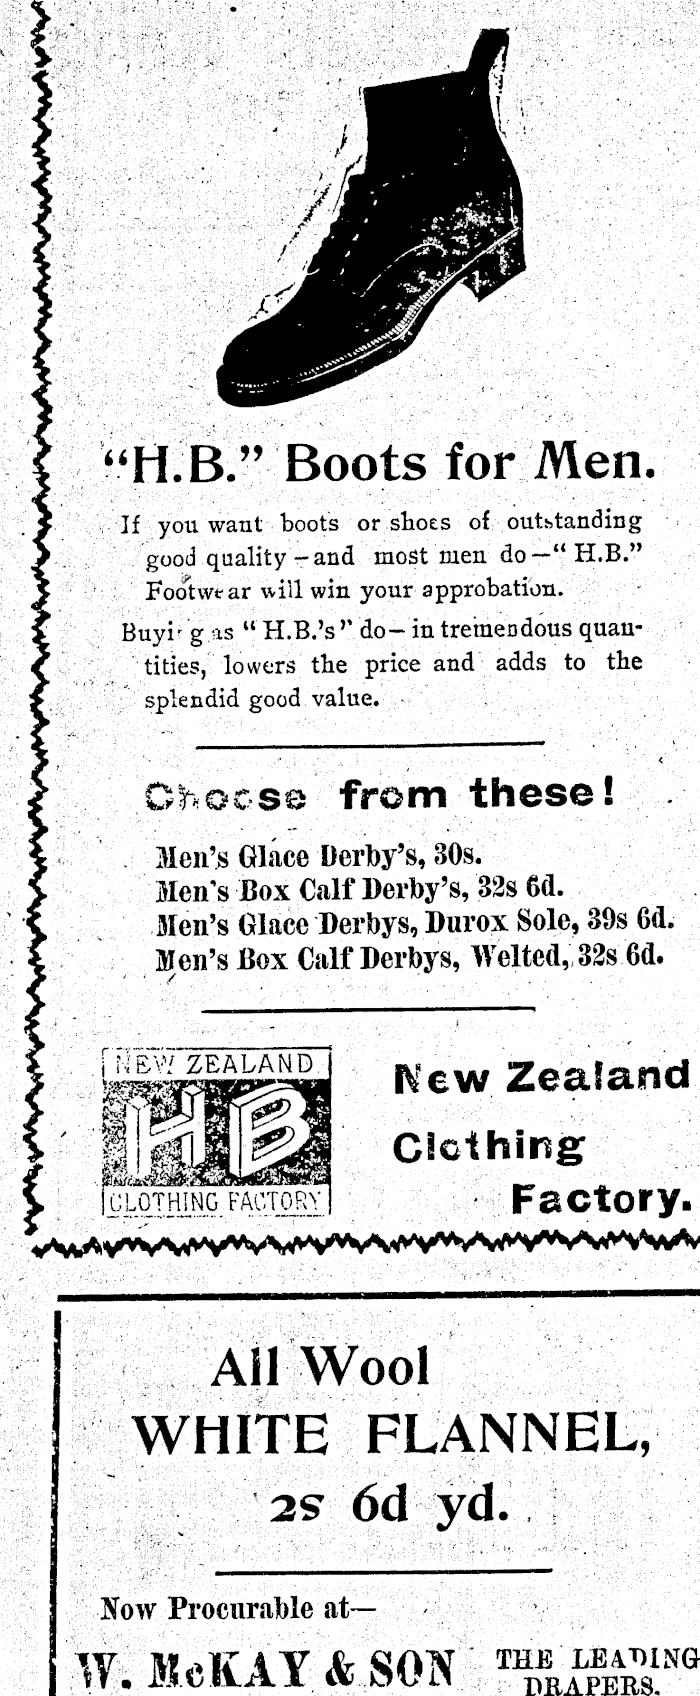 “H.B.” Boots for Men.
If you want boots or shoes of outstanding
good quality – and most men do – “ H.B.”
Footwear will win your approbation.
Buying as “ H.B.'s ” do – in tremendous quan-
tities, lowers the price and adds to the
splendid good value.
Choose from these!
Men's Glace Derby's, 30s.
Men's Box Calf Derby's, 32s 6d.
Men's Glace Derbys, Durox Sole, 39s 6d.
Men's Box Calf Derbys, Welted, 32s 6d.
NEW ZEALAND
HB
CLOTHING FACTORY
New Zealand
Clothing
Factory.
All Wool
WHITE FLANNEL,
2s 6d yd.
Now Procurable at—
W. McKAY & SON THE LEADING
DRAPERS.